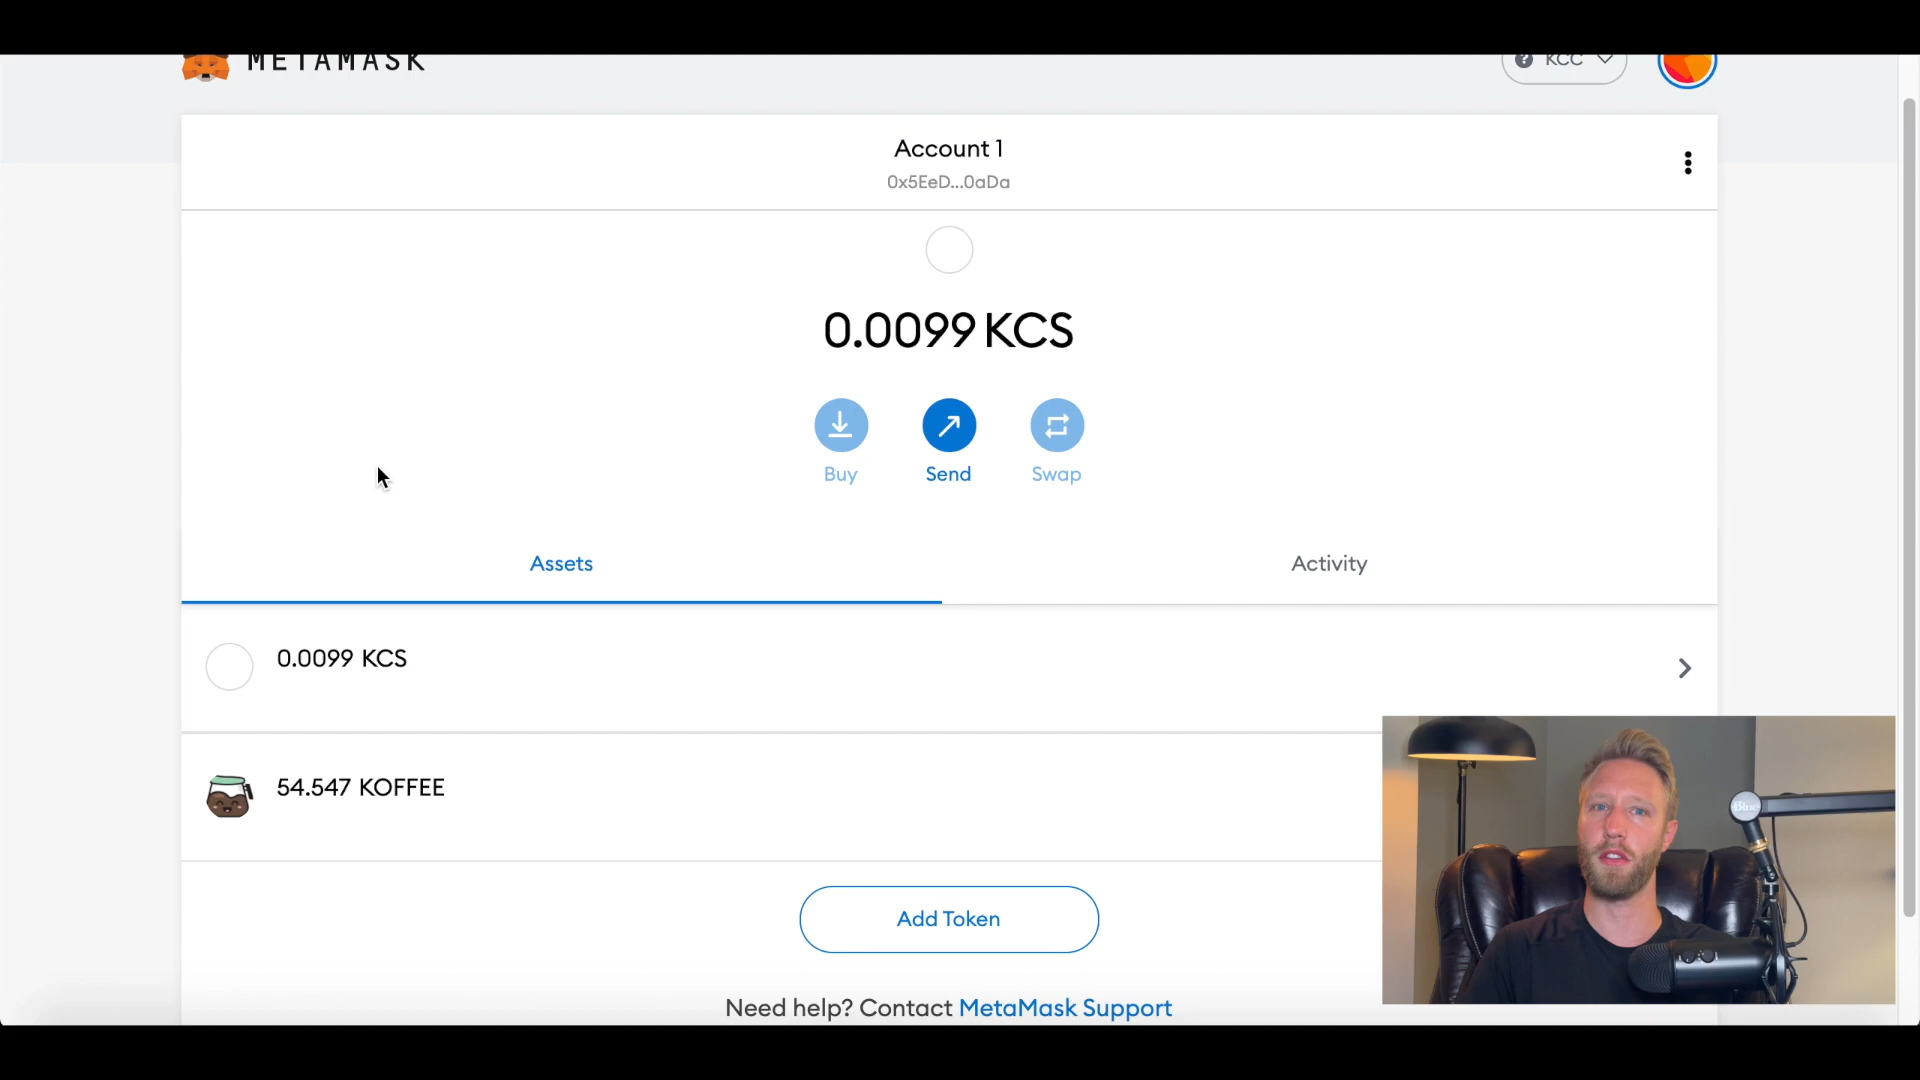 METAMASK
KCC
Account 1
0x5EeD...0aDa
0.0099 KCS
Buy
Send
Swap
Assets
Activity
0.0099 KCS
54.547 KOFFEE
Add Token
Blue
Need help? Contact MetaMask Support